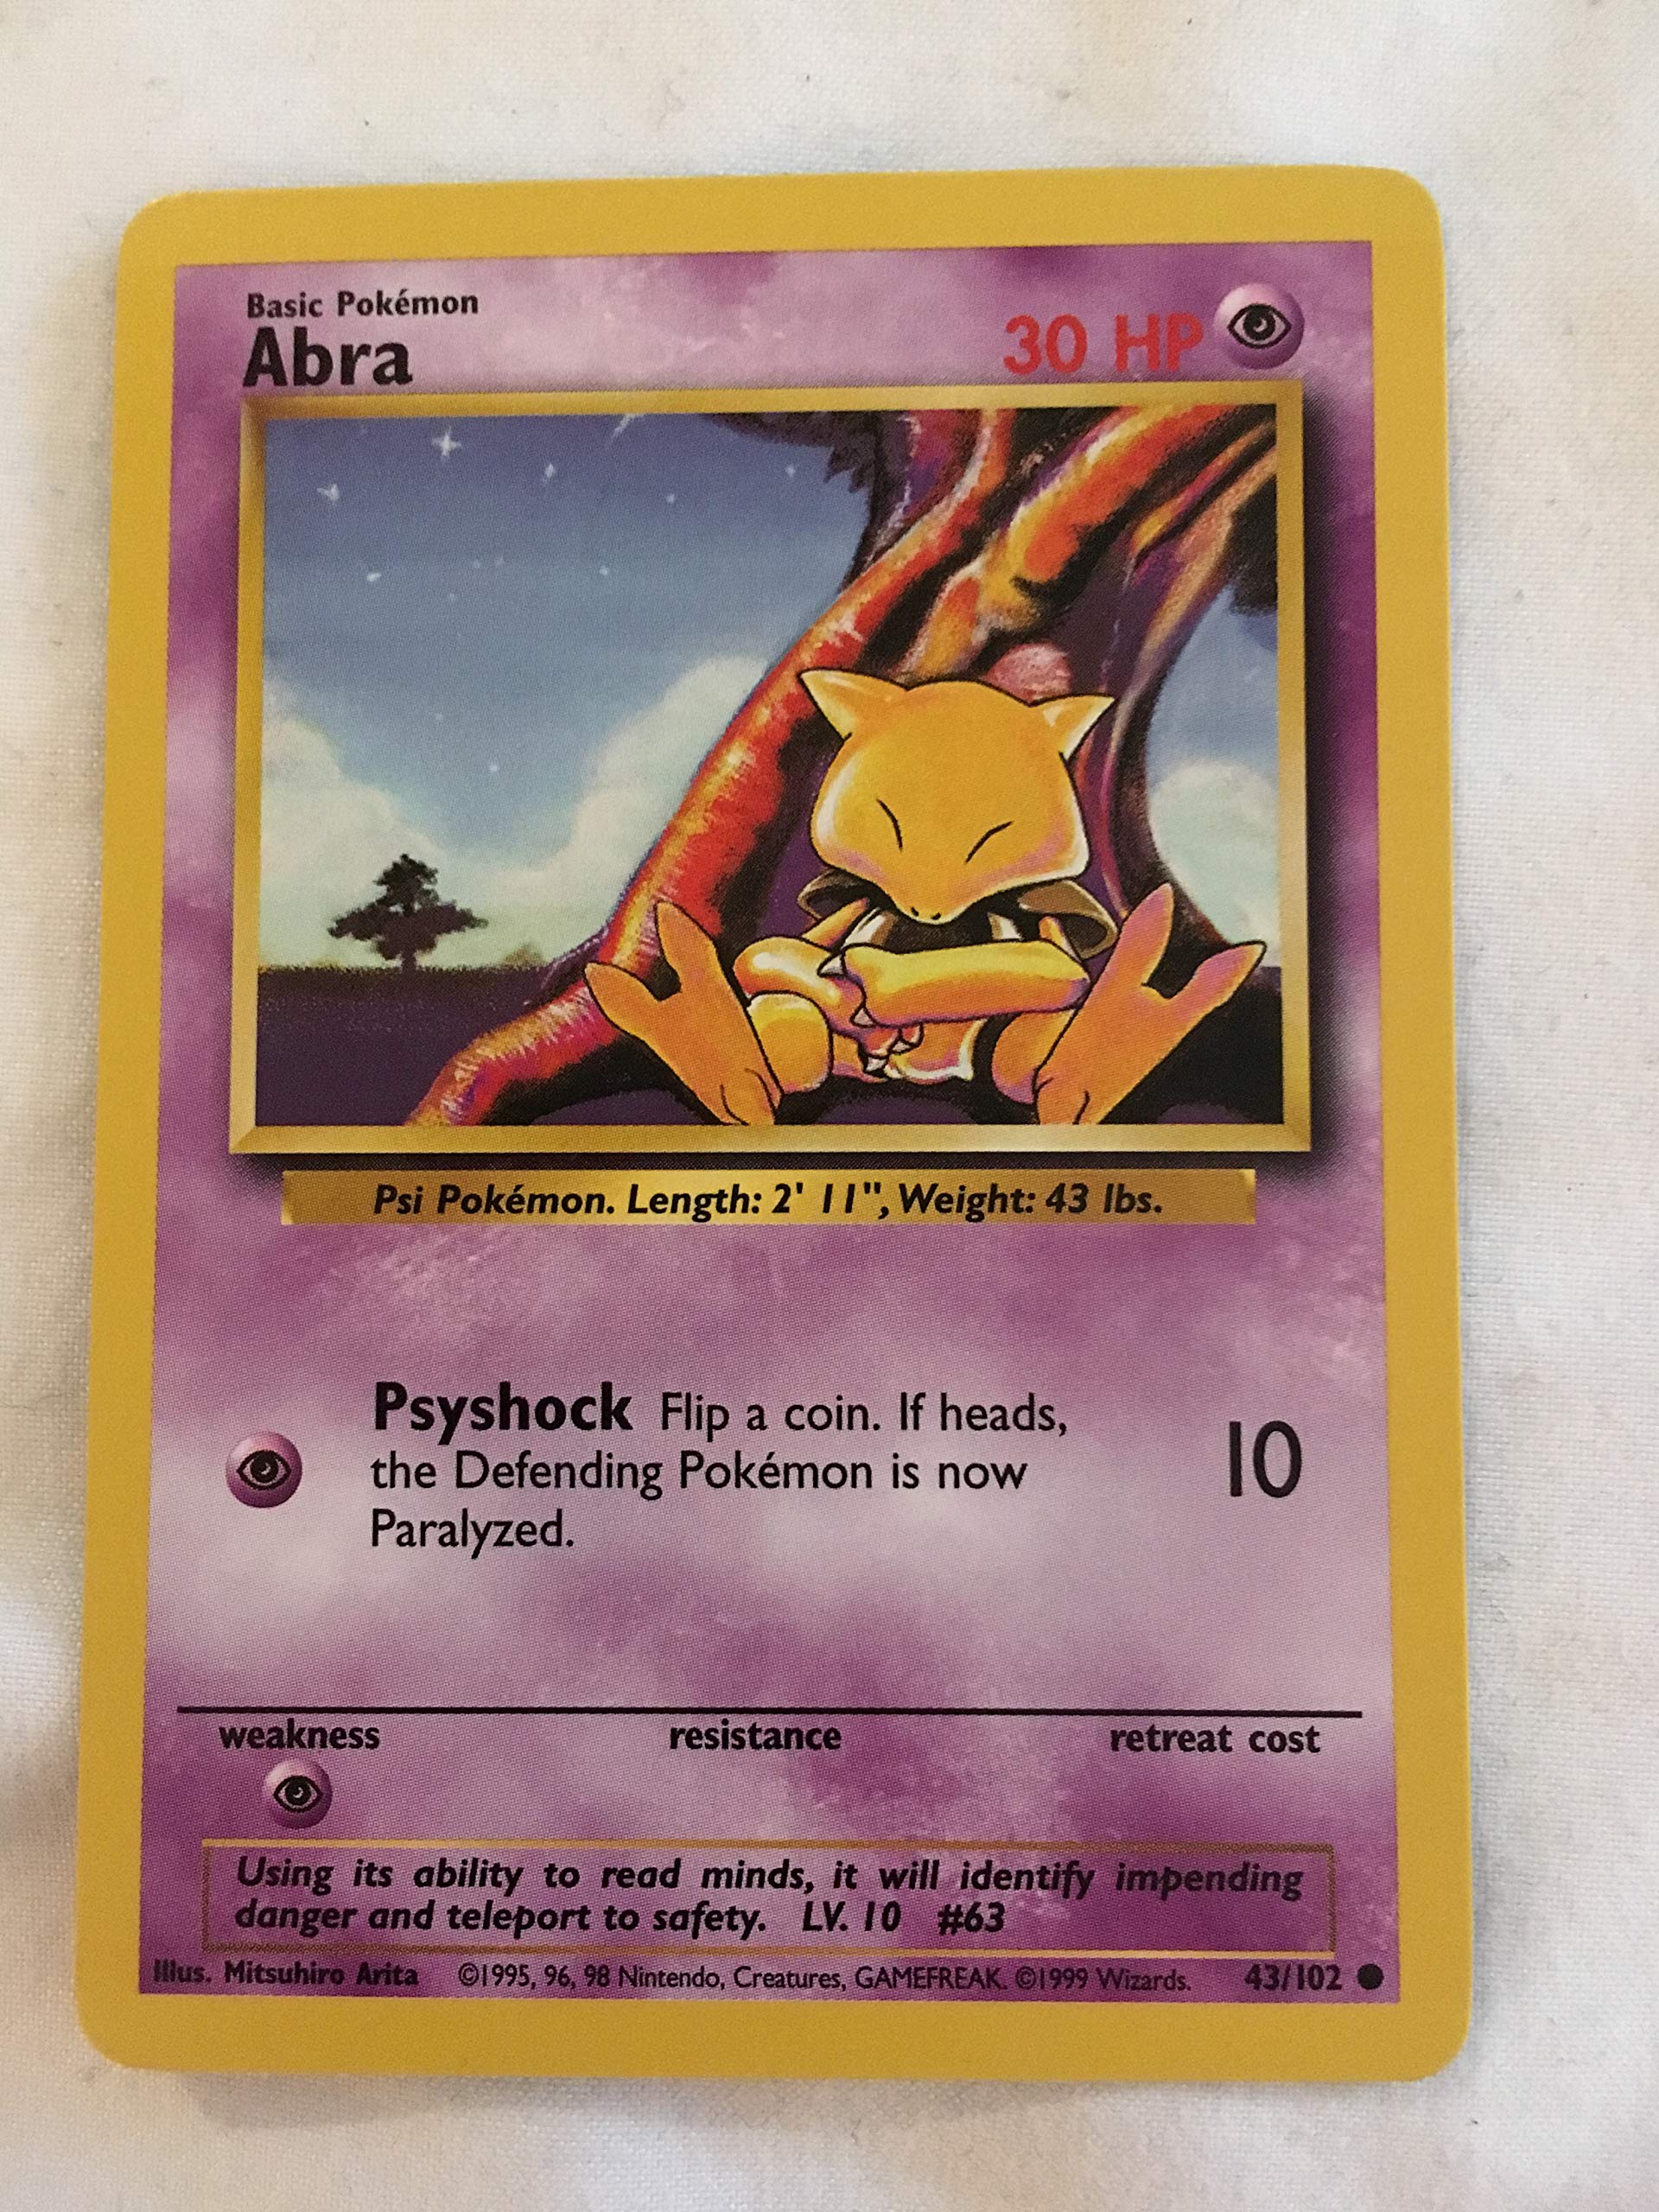 Basic Pokémon
Abra
30 HP
Psi Pokémon. Length: 2' 11", Weight: 43 lbs.
Psyshock Flip a coin. If heads,
the Defending Pokémon is now
Paralyzed.
10
weakness resistance retreat cost
Using its ability to read minds, it will identify impending
danger and teleport to safety. LV. 10 #63
Illus. Mitsuhiro Arita ©1995, 96, 98 Nintendo, Creatures, GAMEFREAK. ©1999 Wizards. 43/102